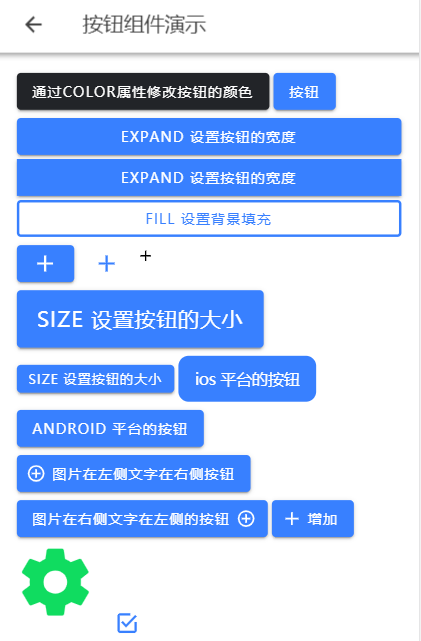 按钮组件演示
通过COLOR属性修改按钮的颜色 按钮
EXPAND 设置按钮的宽度
EXPAND 设置按钮的宽度
FILL 设置背景填充
SIZE 设置按钮的大小
SIZE 设置按钮的大小 ios 平台的按钮
ANDROID 平台的按钮
图片在左侧文字在右侧按钮
图片在右侧文字在左侧的按钮 增加